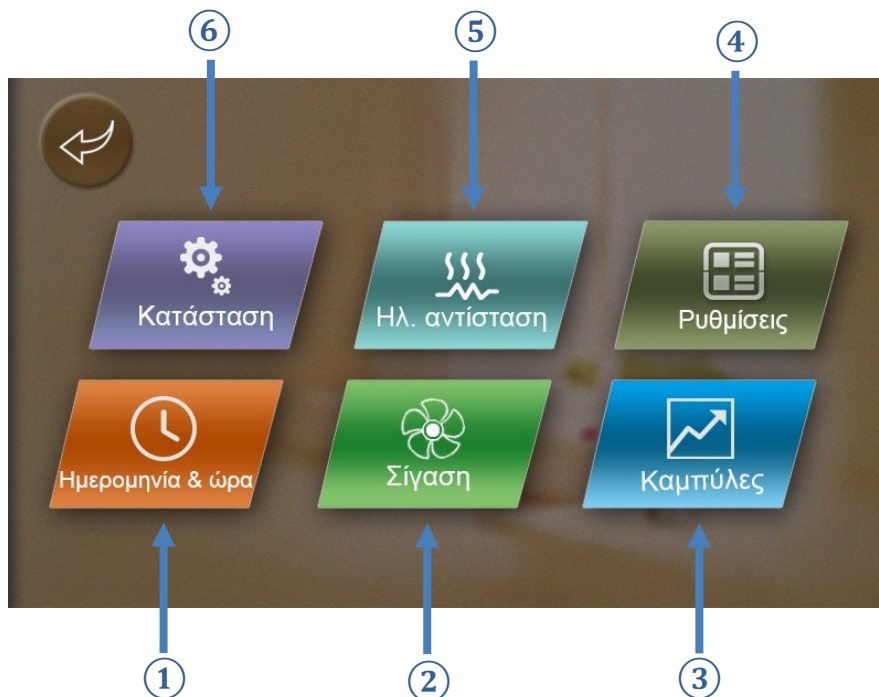 ⑥ ⑤ ④
Κατάσταση
Ηλ. αντίσταση
Ρυθμίσεις
Ημερομηνία & ώρα
Σίγαση
Καμπύλες
① ② ③